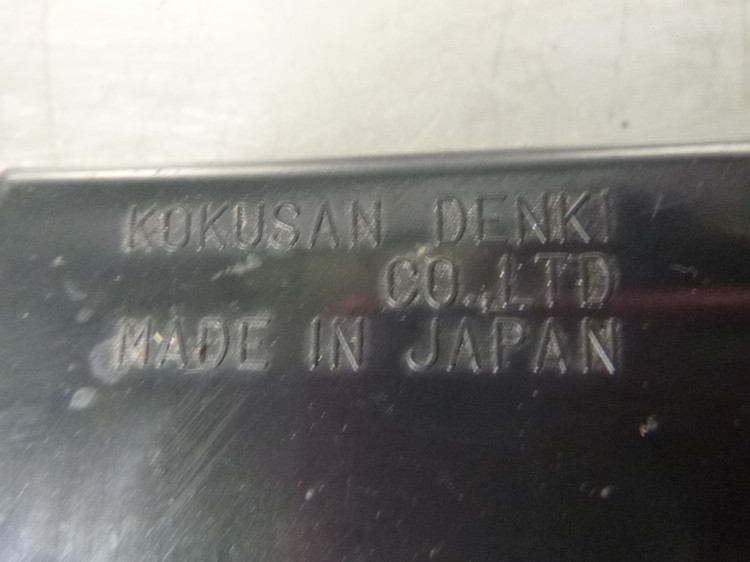 KOKUSAN DENKI
CO.,LTD
MADE IN JAPAN